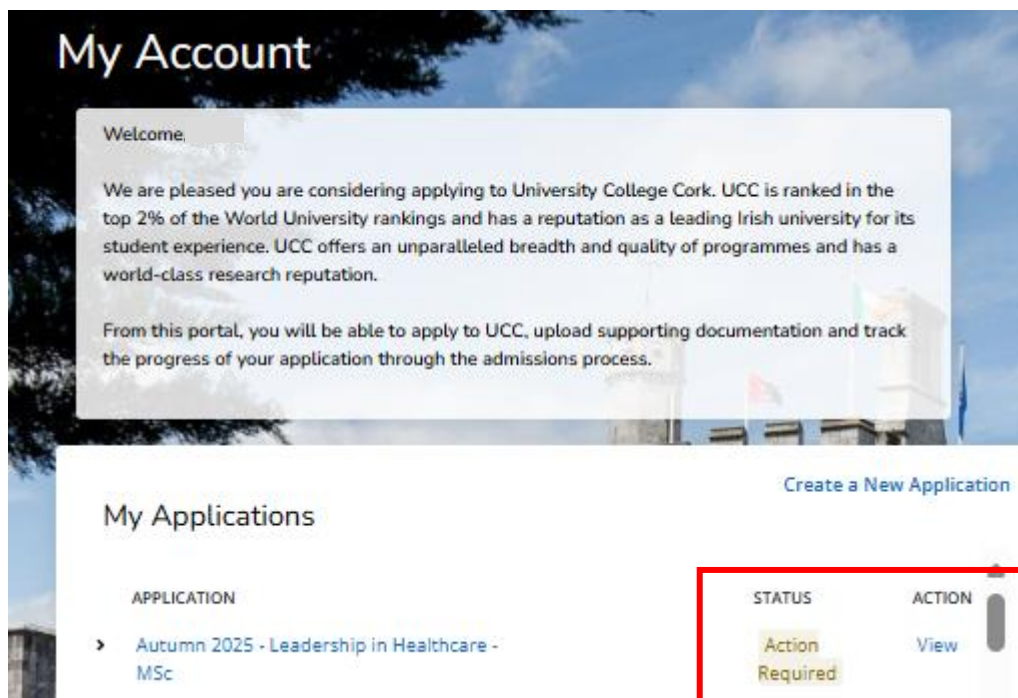 My Account
Welcome,
We are pleased you are considering applying to University College Cork. UCC is ranked in the
top 2% of the World University rankings and has a reputation as a leading Irish university for its
student experience. UCC offers an unparalleled breadth and quality of programmes and has a
world-class research reputation.
From this portal, you will be able to apply to UCC, upload supporting documentation and track
the progress of your application through the admissions process.
Create a New Application
My Applications
APPLICATION STATUS ACTION
Autumn 2025 - Leadership in Healthcare - Action View
MSc Required